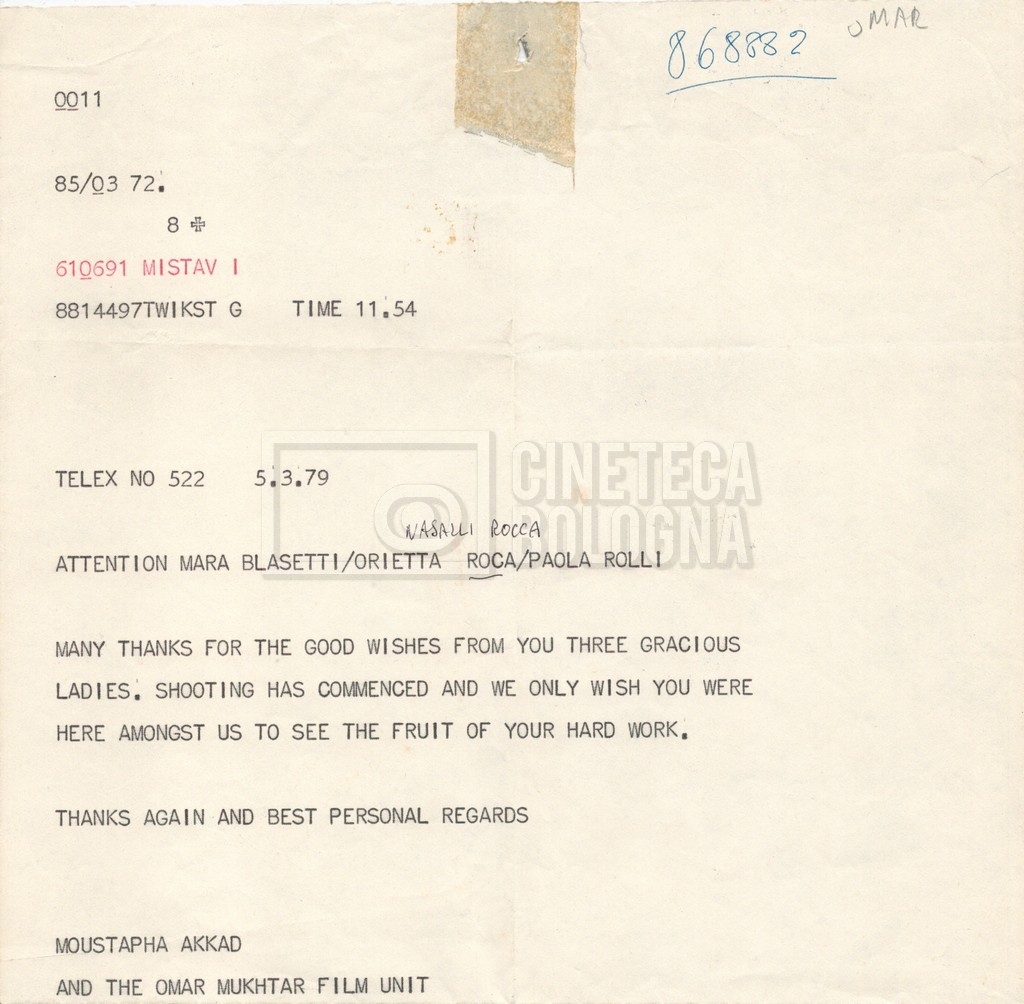 868882
OMAR
0011
85/03 72.
8 ✠
610691 MISTAV I
8814497TWIKST G TIME 11.54
TELEX NO 522 5.3.79
CINETECA
BOLOGNA
NASALLI ROCCA
ATTENTION MARA BLASETTI/ORIETTA ROCA/PAOLA ROLLI
MANY THANKS FOR THE GOOD WISHES FROM YOU THREE GRACIOUS
LADIES. SHOOTING HAS COMMENCED AND WE ONLY WISH YOU WERE
HERE AMONGST US TO SEE THE FRUIT OF YOUR HARD WORK.
THANKS AGAIN AND BEST PERSONAL REGARDS
MOUSTAPHA AKKAD
AND THE OMAR MUKHTAR FILM UNIT